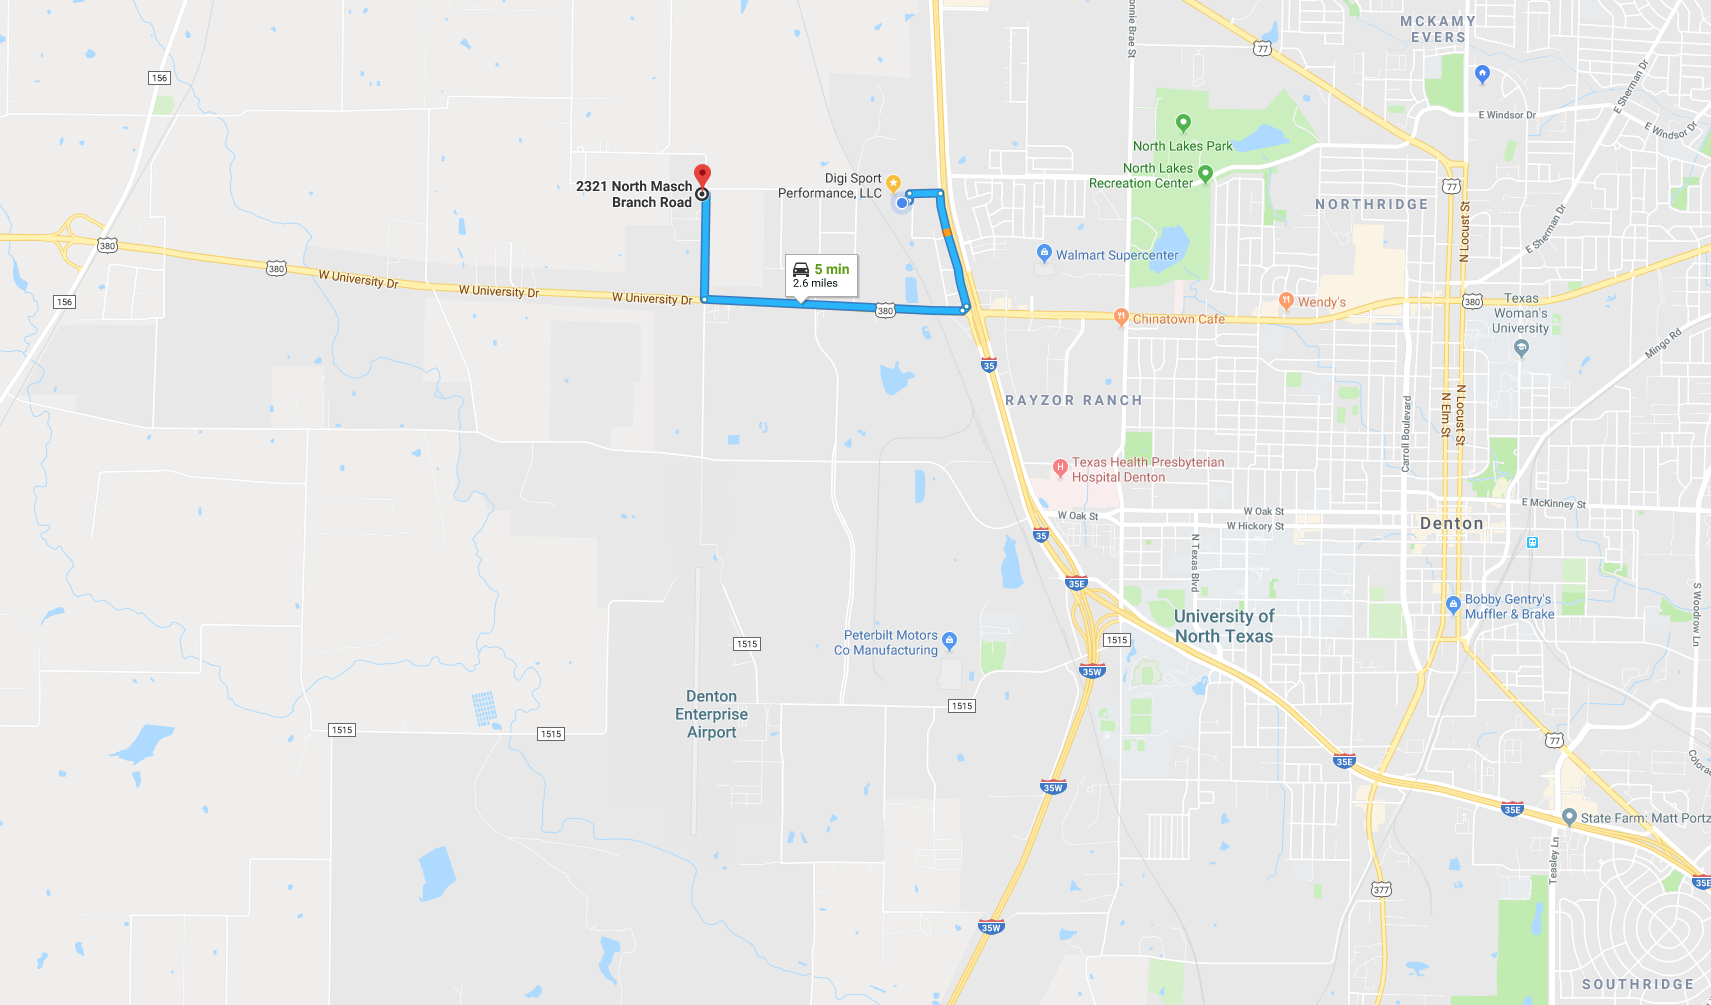 MCKAMY
EVERS
77
156
onnie Brae St
E Sherman Dr
E Windsor Dr
E Windsor Dr
North Lakes Park
North Lakes
Recreation Center
Digi Sport
Performance, LLC
2321 North Masch
Branch Road
77
NORTHRIDGE
N Locust St
E Sherman Dr
380
380
W University Dr
W University Dr
W University Dr
5 min
2.6 miles
380
Walmart Supercenter
156
Wendy's
Chinatown Cafe
380
Texas
Woman's
University
Mingo Rd
35
RAYZOR RANCH
Carroll Boulevard
N Elm St
N Locust St
Texas Health Presbyterian
Hospital Denton
W Oak St
W Oak St
W Hickory St
E McKinney St
Denton
35
N Texas Blvd
35E
S Woodrow Ln
University of
North Texas
Bobby Gentry's
Muffler & Brake
1515
1515
Peterbilt Motors
Co Manufacturing
35W
Denton
Enterprise
Airport
1515
1515
1515
77
35E
Colora
35W
35E
State Farm: Matt Portz
Teasley Ln
35E
377
35W
SOUTHRIDGE